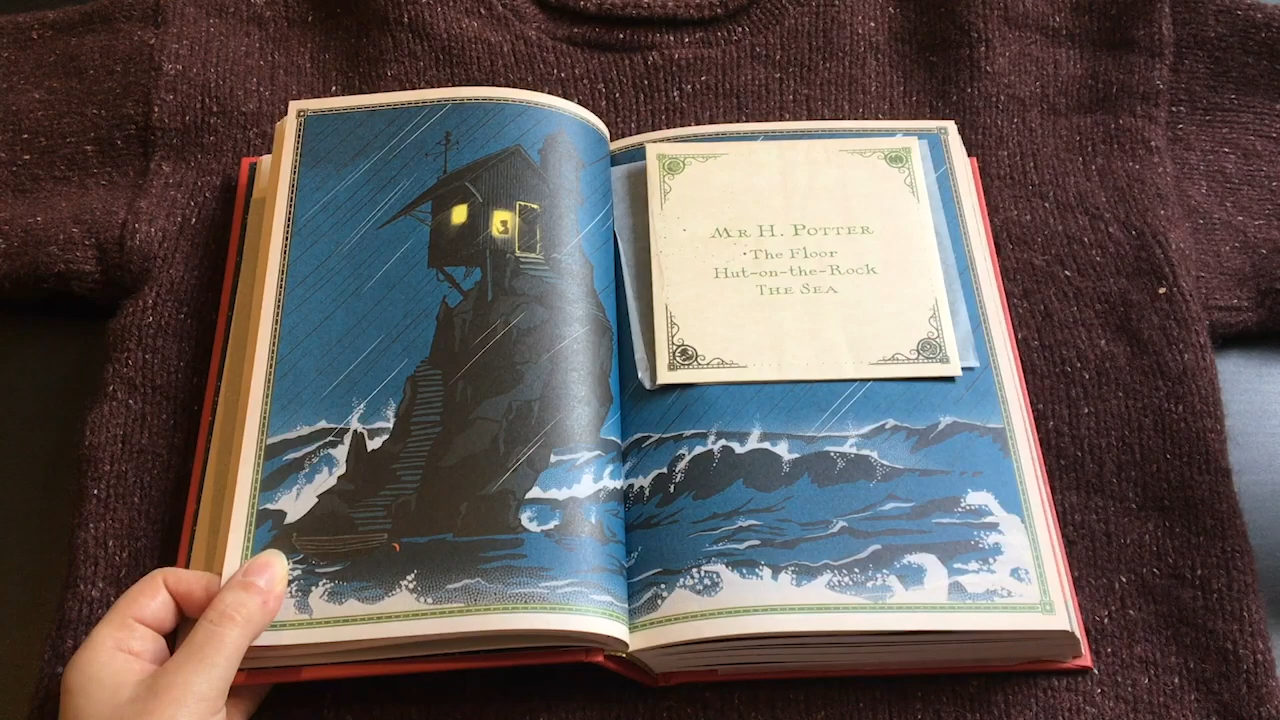 Mr H. Potter
The Floor
Hut-on-the-Rock
The Sea